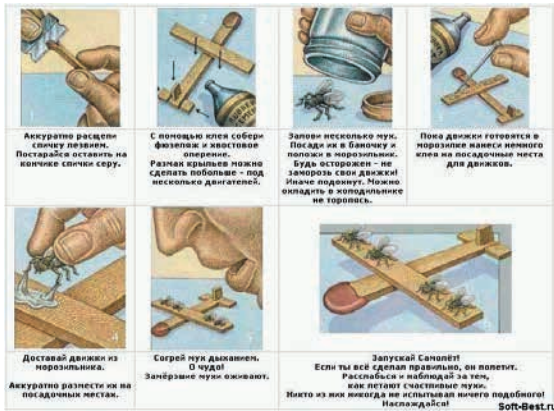 1
Аккуратно расщепи
спичку лезвием.
Постарайся оставить на
кончике спички серу.
2
С помощью клея собери
фюзеляж и хвостовое
оперение.
Размах крыльев можно
сделать побольше - под
несколько двигателей.
Залови несколько мух.
Посади их в баночку и
положи в морозильник.
Будь осторожен - не
заморозь свои движки!
Иначе подохнут. Можно
охладить в холодильнике
не торопясь.
Пока движки готовятся в
морозилке нанеси немного
клея на посадочные места
для движков.
4
Доставай движки из
морозильника.
Аккуратно размести их на
посадочных местах.
Согрей мух дыханием.
О чудо!
Замёрзшие мухи оживают.
Запускай Самолёт!
Если ты всё сделал правильно, он полетит.
Расслабься и наблюдай за тем,
как летают счастливые мухи.
Никто из них никогда не испытывал ничего подобного!
Наслаждайся!
Soft-Best.n